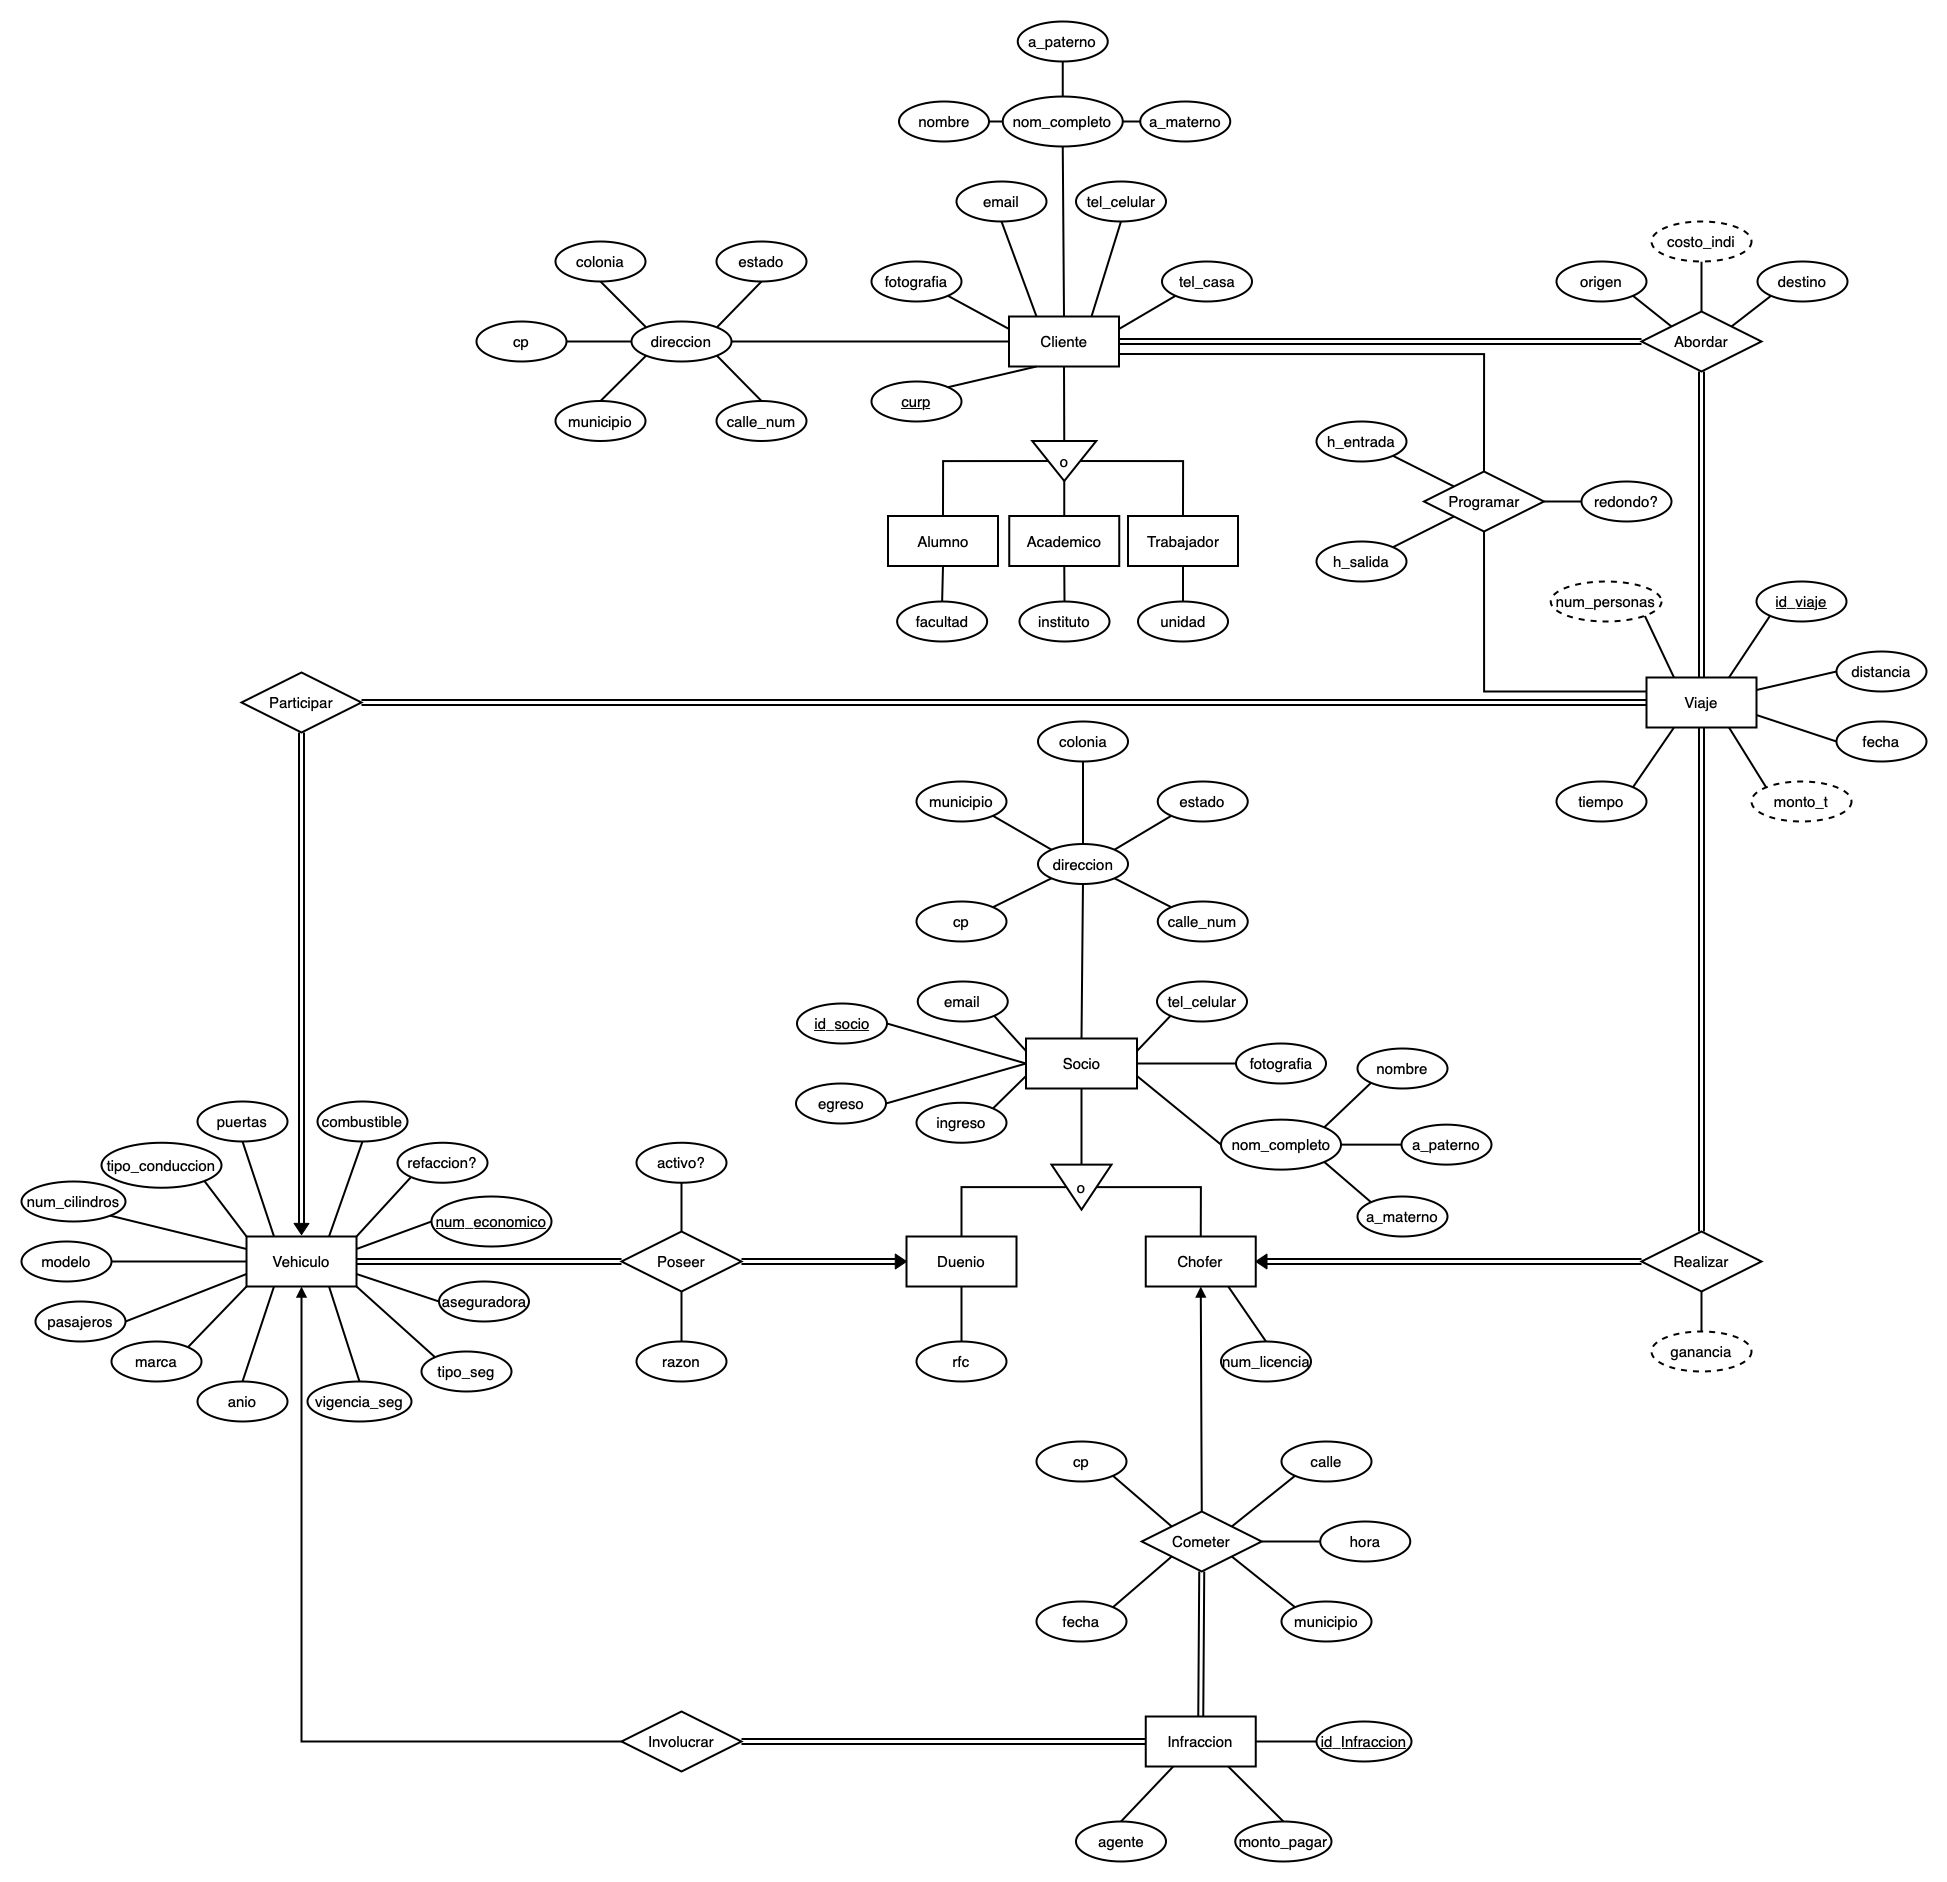 a_paterno
nombre
nom_completo
a_materno
email
tel_celular
costo_indi
colonia
estado
fotografia
tel_casa
origen
destino
cp
direccion
Cliente
Abordar
curp
municipio
calle_num
h_entrada
o
Programar
redondo?
Alumno
Academico
Trabajador
h_salida
num_personas
id_viaje
facultad
instituto
unidad
distancia
Participar
Viaje
colonia
fecha
municipio
estado
tiempo
monto_t
direccion
cp
calle_num
email
tel_celular
id_socio
Socio
fotografia
nombre
egreso
ingreso
puertas
combustible
nom_completo
a_paterno
tipo_conduccion
refaccion?
activo?
o
num_cilindros
num_economico
a_materno
modelo
Vehiculo
Poseer
Duenio
Chofer
Realizar
aseguradora
pasajeros
marca
tipo_seg
razon
rfc
num_licencia
ganancia
anio
vigencia_seg
cp
calle
Cometer
hora
fecha
municipio
Involucrar
Infraccion
id_Infraccion
agente
monto_pagar